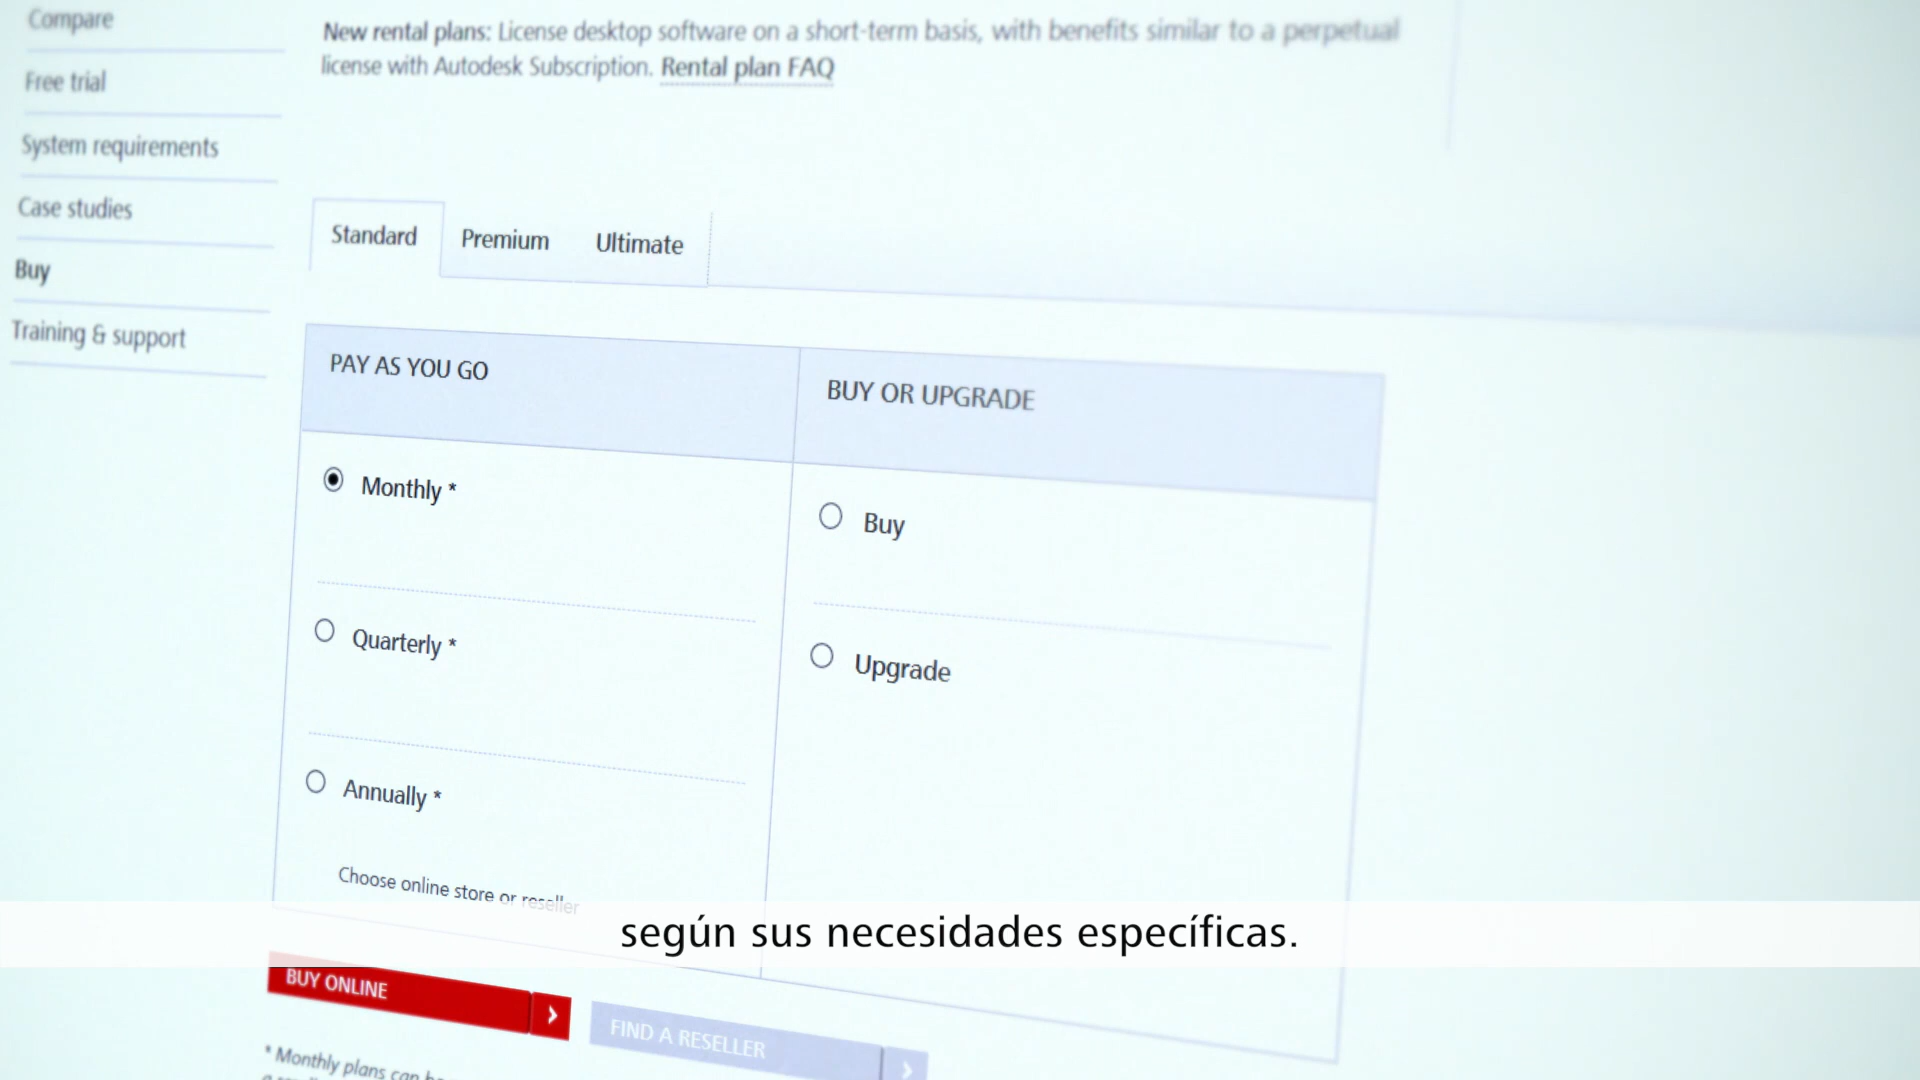 Compare
Free trial
System requirements
Case studies
Buy
Training & support
New rental plans: License desktop software on a short-term basis, with benefits similar to a perpetual
license with Autodesk Subscription. Rental plan FAQ
Standard Premium Ultimate
PAY AS YOU GO
Monthly *
Quarterly *
Annually *
Choose online store or reseller
BUY OR UPGRADE
Buy
Upgrade
según sus necesidades específicas.
BUY ONLINE
FIND A RESELLER
* Monthly plans can